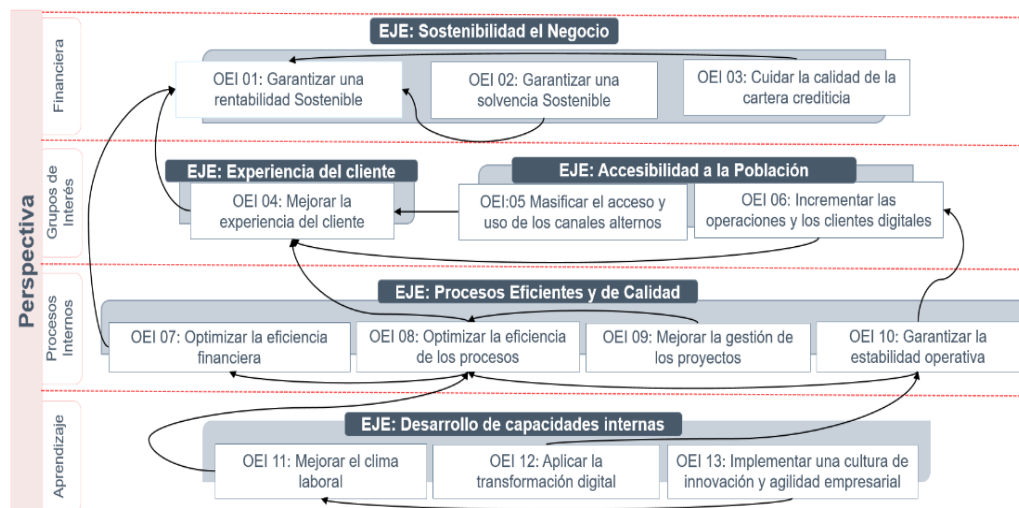 Perspectiva
Financiera
EJE: Sostenibilidad el Negocio
OEI 01: Garantizar una
rentabilidad Sostenible
OEI 02: Garantizar una
solvencia Sostenible
OEI 03: Cuidar la calidad de la
cartera crediticia
Grupos de
Interés
EJE: Experiencia del cliente
OEI 04: Mejorar la
experiencia del cliente
EJE: Accesibilidad a la Población
OEI:05 Masificar el acceso y
uso de los canales alternos
OEI 06: Incrementar las
operaciones y los clientes digitales
Procesos
Internos
EJE: Procesos Eficientes y de Calidad
OEI 07: Optimizar la eficiencia
financiera
OEI 08: Optimizar la eficiencia
de los procesos
OEI 09: Mejorar la gestión de
los proyectos
OEI 10: Garantizar la
estabilidad operativa
Aprendizaje
EJE: Desarrollo de capacidades internas
OEI 11: Mejorar el clima
laboral
OEI 12: Aplicar la
transformación digital
OEI 13: Implementar una cultura de
innovación y agilidad empresarial